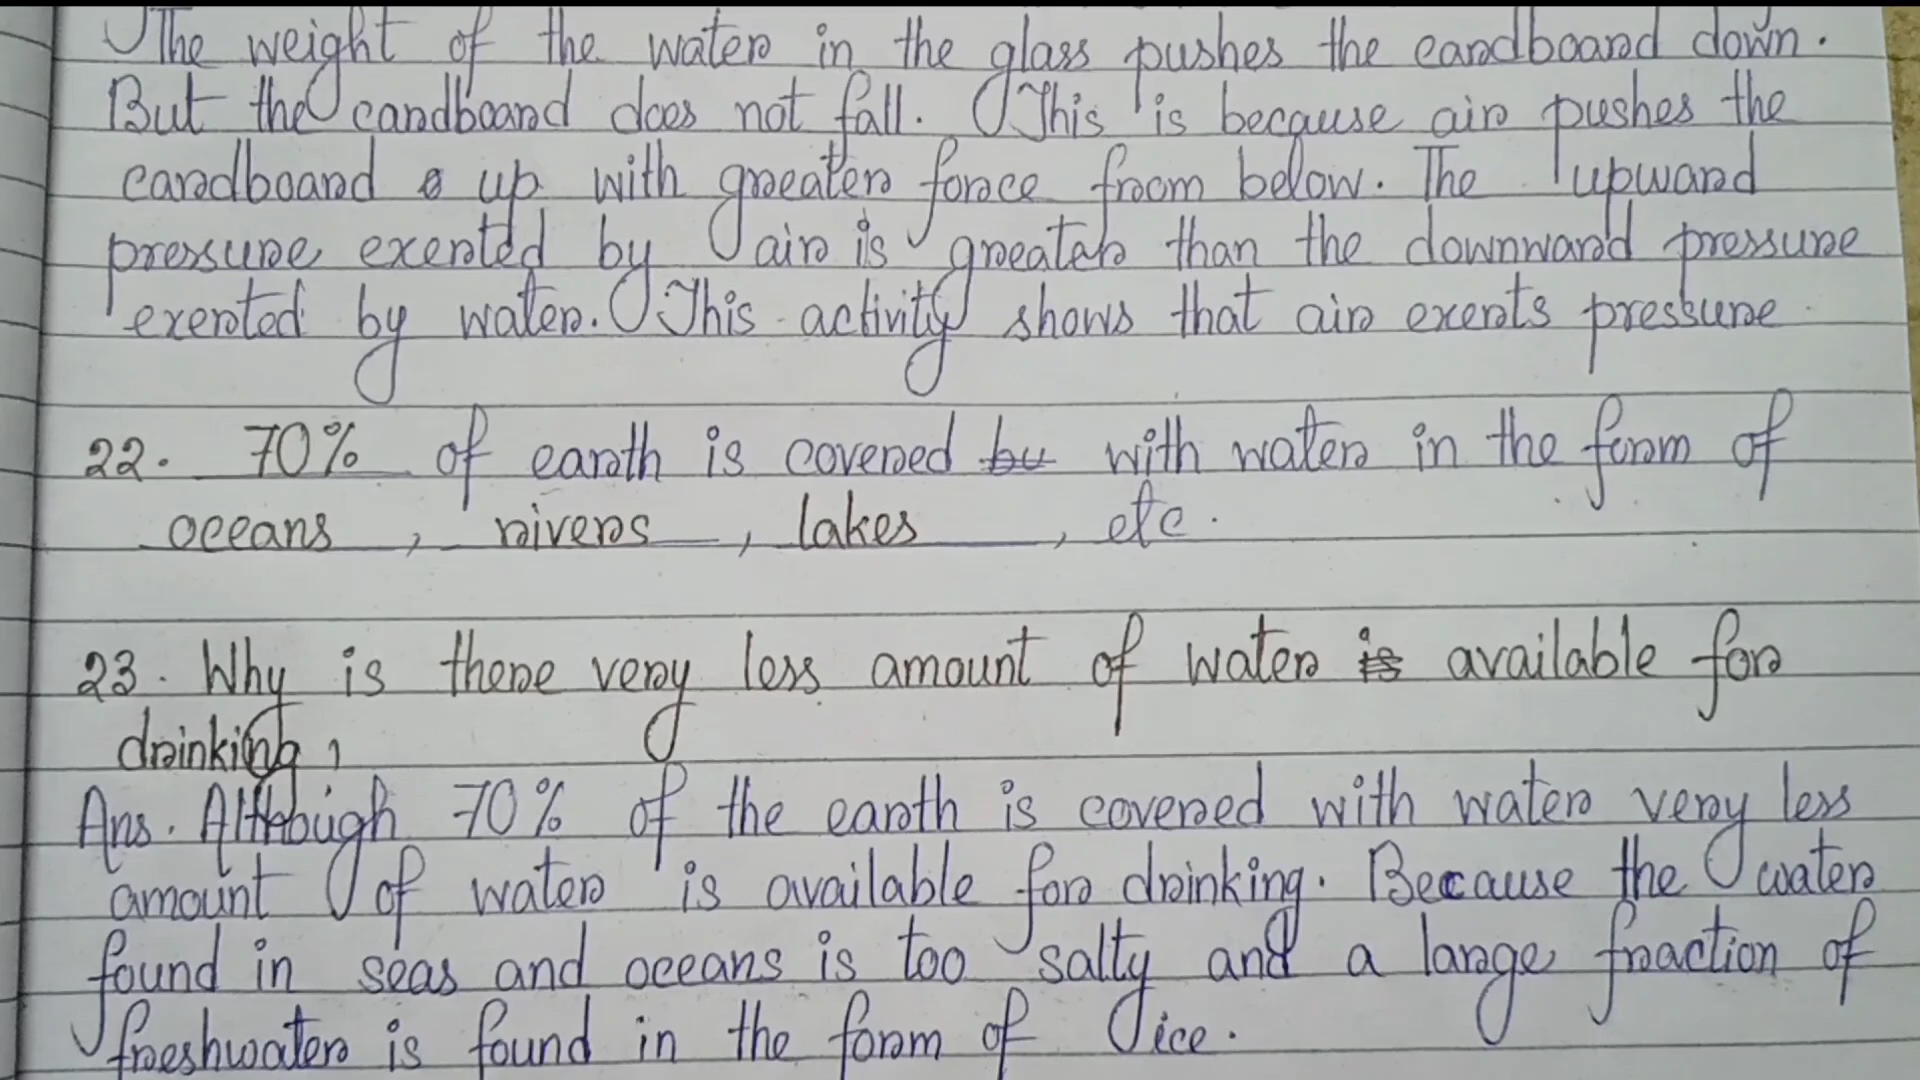 The weight of the water in the glass pushes the cardboard down.
But the cardboard does not fall. This is because air pushes the
cardboard up with greater force from below. The upward
pressure exerted by air is greater than the downward pressure
exerted by water. This activity shows that air exerts pressure
22. 70% of earth is covered by with water in the form of
oceans, rivers, lakes, etc.
23. Why is there very less amount of water is available for
drinking?
Ans. Although 70% of the earth is covered with water very less
amount of water is available for drinking. Because the water
found in seas and oceans is too salty and a large fraction of
freshwater is found in the form of ice.